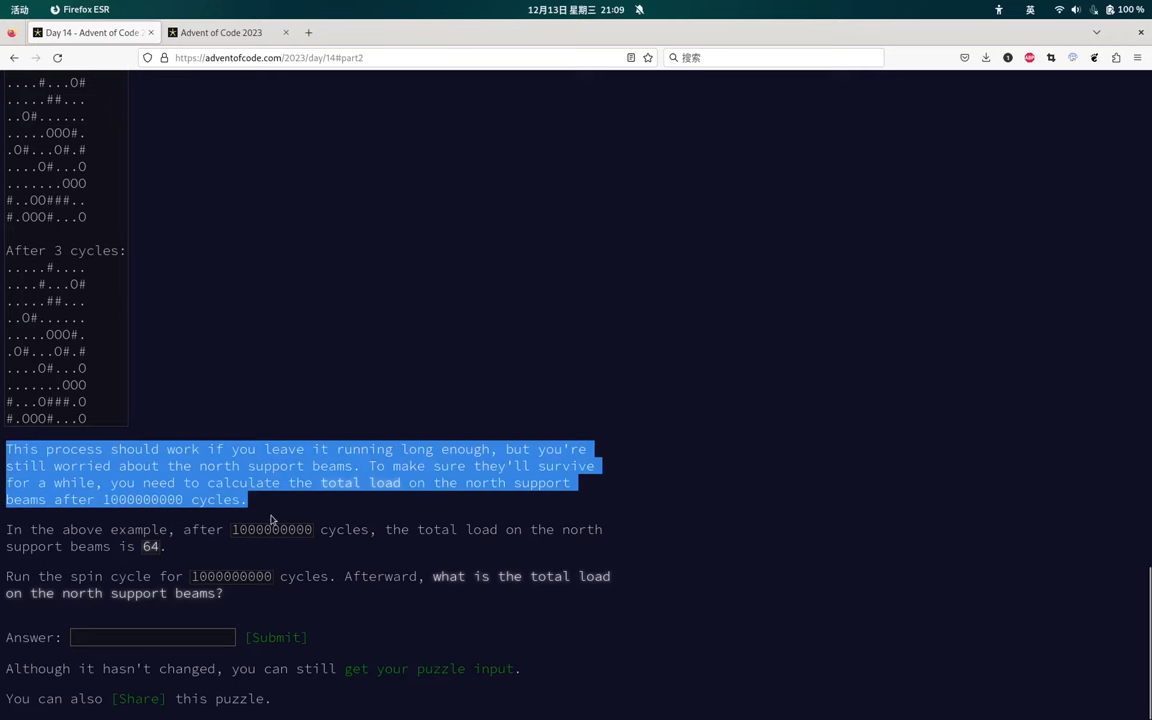 活动 Firefox ESR 12月13日 星期三 21:09 英 100 %
Day 14 - Advent of Code 2 Advent of Code 2023
https://adventofcode.com/2023/day/14#part2 搜索
....#...O#
.....##...
..O#......
.....OOO#.
.O#...O#.#
....O#...O
.......OOO
#..OO###..
#.OOO#...O
After 3 cycles:
.....#....
....#...O#
.....##...
..O#......
.....OOO#.
.O#...O#.#
....O#...O
.......OOO
#...O###.O
#.OOO#...O
This process should work if you leave it running long enough, but you're
still worried about the north support beams. To make sure they'll survive
for a while, you need to calculate the total load on the north support
beams after 1000000000 cycles.
In the above example, after 1000000000 cycles, the total load on the north
support beams is 64.
Run the spin cycle for 1000000000 cycles. Afterward, what is the total load
on the north support beams?
Answer: [Submit]
Although it hasn't changed, you can still get your puzzle input.
You can also [Share] this puzzle.